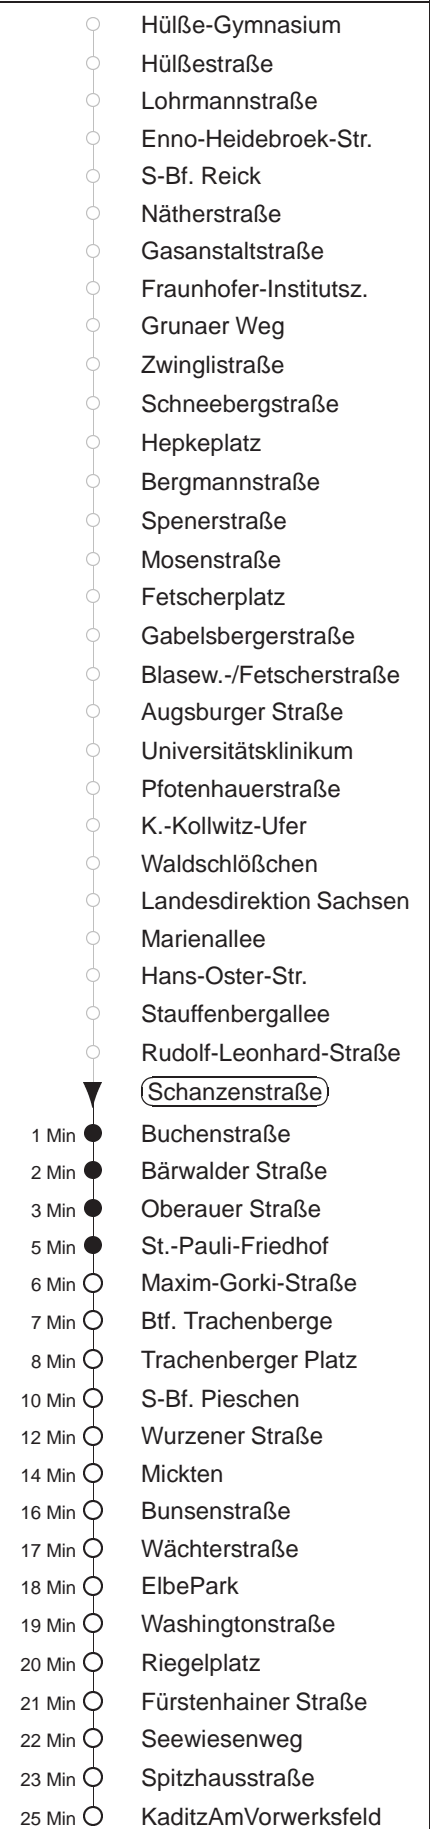 Hülße-Gymnasium
Hülßestraße
Lohrmannstraße
Enno-Heidebroek-Str.
S-Bf. Reick
Nätherstraße
Gasanstaltstraße
Fraunhofer-Institutsz.
Grunaer Weg
Zwinglistraße
Schneebergstraße
Hepkeplatz
Bergmannstraße
Spenerstraße
Mosenstraße
Fetscherplatz
Gabelsbergerstraße
Blasew.-/Fetscherstraße
Augsburger Straße
Universitätsklinikum
Pfotenhauerstraße
K.-Kollwitz-Ufer
Waldschlößchen
Landesdirektion Sachsen
Marienallee
Hans-Oster-Str.
Stauffenbergallee
Rudolf-Leonhard-Straße
Schanzenstraße
1 Min Buchenstraße
2 Min Bärwalder Straße
3 Min Oberauer Straße
5 Min St.-Pauli-Friedhof
6 Min Maxim-Gorki-Straße
7 Min Btf. Trachenberge
8 Min Trachenberger Platz
10 Min S-Bf. Pieschen
12 Min Wurzener Straße
14 Min Mickten
16 Min Bunsenstraße
17 Min Wächterstraße
18 Min ElbePark
19 Min Washingtonstraße
20 Min Riegelplatz
21 Min Fürstenhainer Straße
22 Min Seewiesenweg
23 Min Spitzhausstraße
25 Min KaditzAmVorwerksfeld